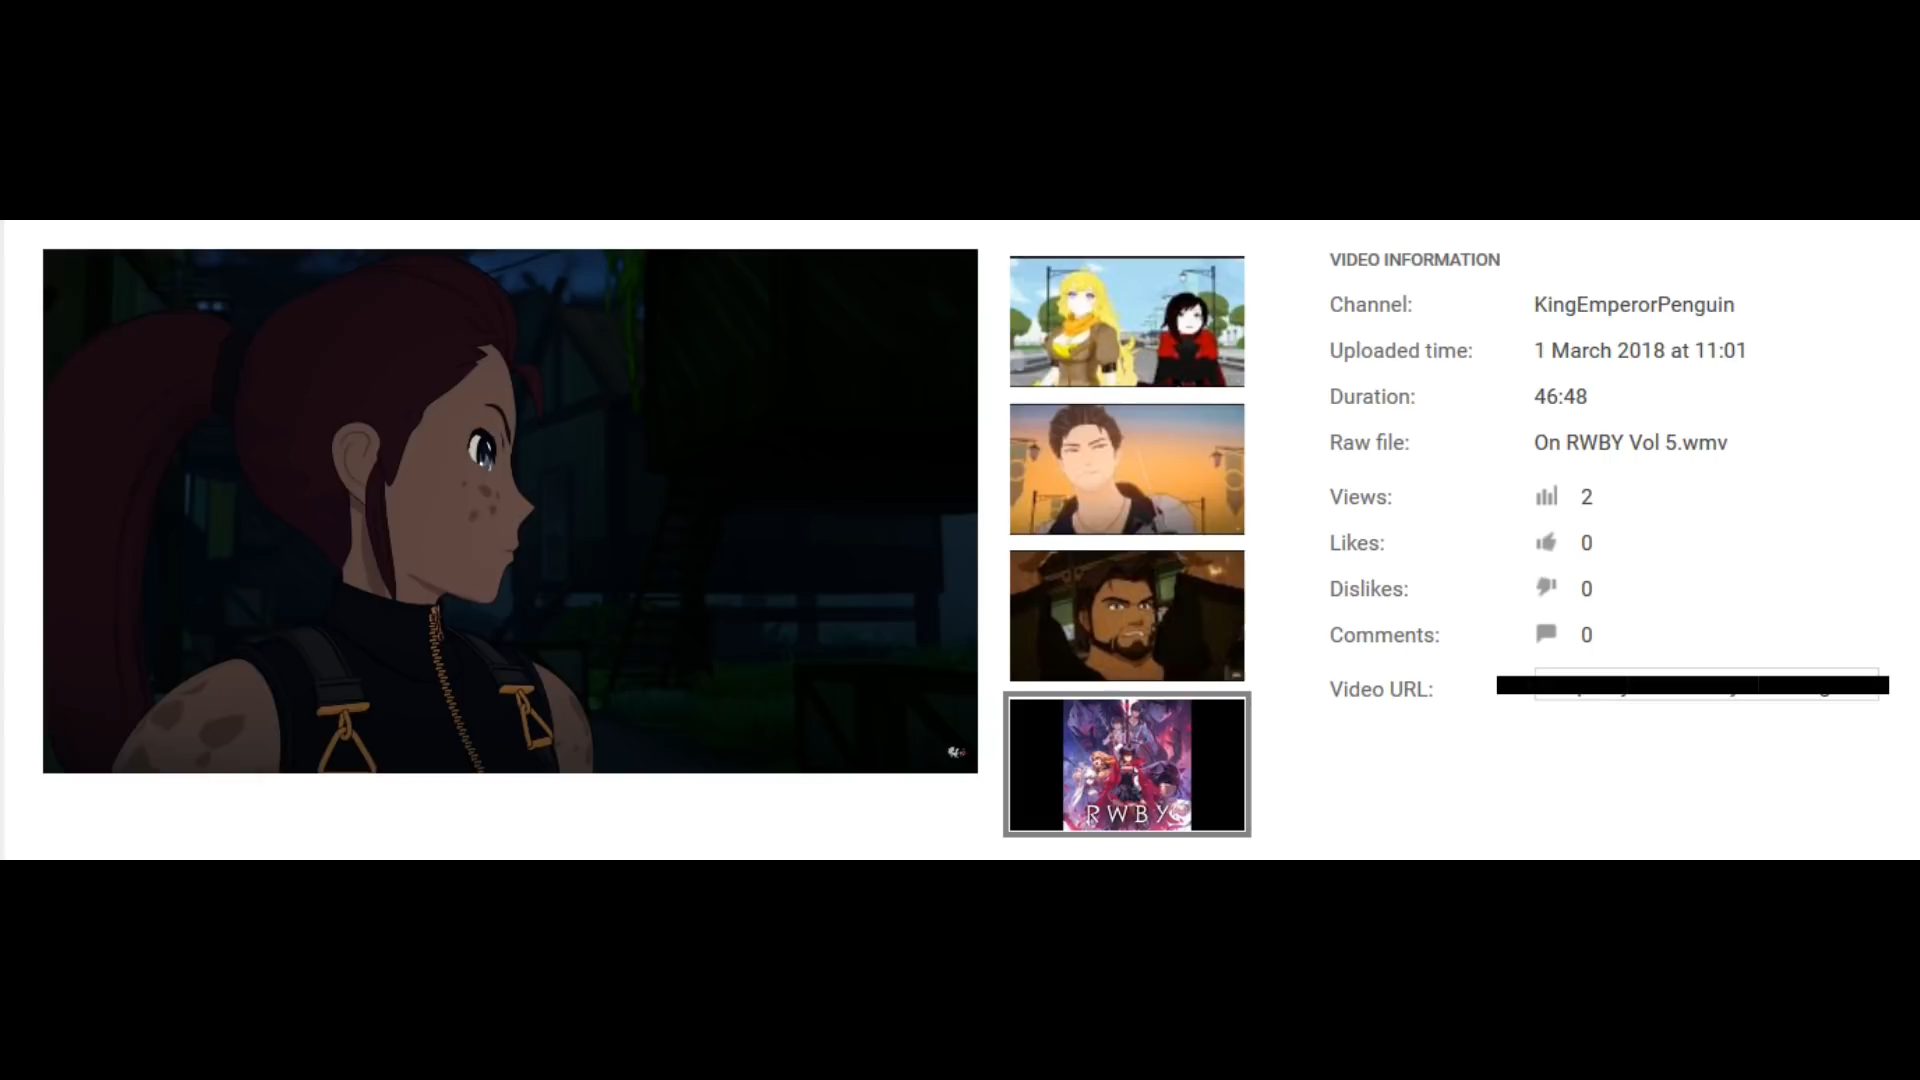 VIDEO INFORMATION
Channel: KingEmperorPenguin
Uploaded time: 1 March 2018 at 11:01
Duration: 46:48
Raw file: On RWBY Vol 5.wmv
Views: 2
Likes: 0
Dislikes: 0
Comments: 0
Video URL:
RWBY